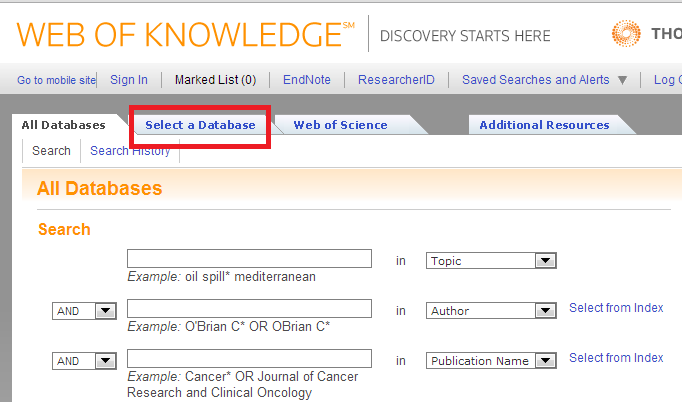 WEB OF KNOWLEDGE℠ DISCOVERY STARTS HERE THO
Go to mobile site Sign In Marked List (0) EndNote ResearcherID Saved Searches and Alerts Log O
All Databases Select a Database Web of Science Additional Resources
Search Search History
All Databases
Search
in Topic
Example: oil spill* mediterranean
AND in Author Select from Index
Example: O'Brian C* OR OBrian C*
AND in Publication Name Select from Index
Example: Cancer* OR Journal of Cancer
Research and Clinical Oncology